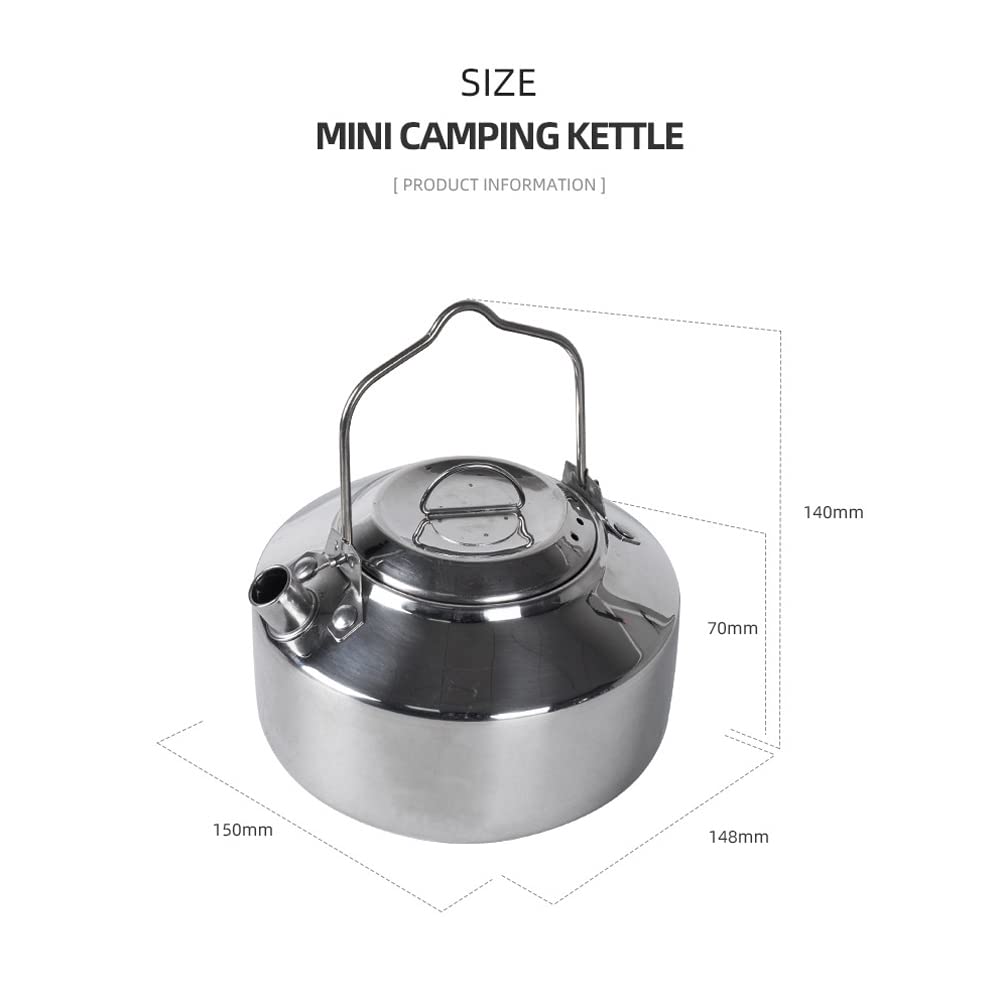 SIZE
MINI CAMPING KETTLE
[ PRODUCT INFORMATION ]
140mm
70mm
150mm
148mm